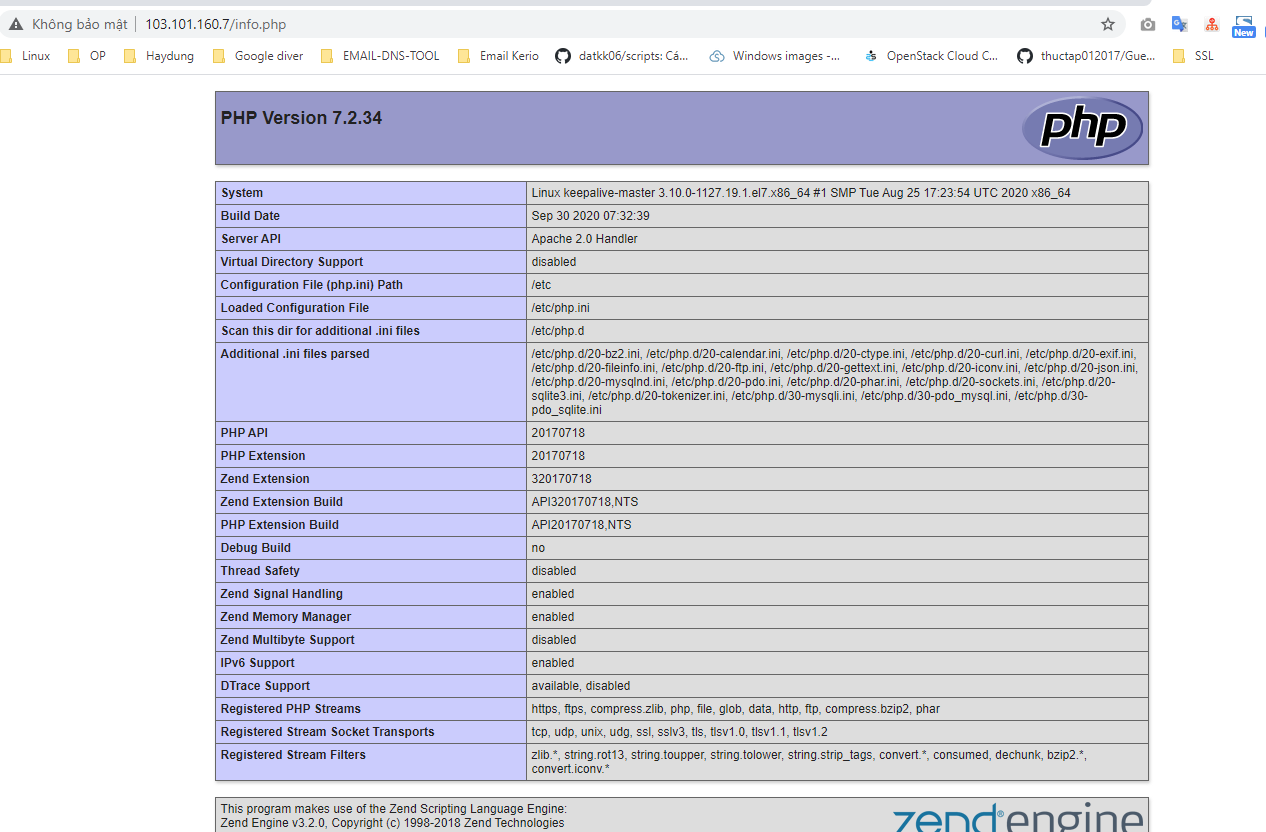 Không bảo mật 103.101.160.7/info.php
New
Linux OP Haydung Google diver EMAIL-DNS-TOOL Email Kerio datkk06/scripts: Cá... Windows images -... OpenStack Cloud C... thuctap012017/Gue... SSL
PHP Version 7.2.34
php
System Linux keepalive-master 3.10.0-1127.19.1.el7.x86_64 #1 SMP Tue Aug 25 17:23:54 UTC 2020 x86_64
Build Date Sep 30 2020 07:32:39
Server API Apache 2.0 Handler
Virtual Directory Support disabled
Configuration File (php.ini) Path /etc
Loaded Configuration File /etc/php.ini
Scan this dir for additional .ini files /etc/php.d
Additional .ini files parsed /etc/php.d/20-bz2.ini, /etc/php.d/20-calendar.ini, /etc/php.d/20-ctype.ini, /etc/php.d/20-curl.ini, /etc/php.d/20-exif.ini,
/etc/php.d/20-fileinfo.ini, /etc/php.d/20-ftp.ini, /etc/php.d/20-gettext.ini, /etc/php.d/20-iconv.ini, /etc/php.d/20-json.ini,
/etc/php.d/20-mysqlnd.ini, /etc/php.d/20-pdo.ini, /etc/php.d/20-phar.ini, /etc/php.d/20-sockets.ini, /etc/php.d/20-
sqlite3.ini, /etc/php.d/20-tokenizer.ini, /etc/php.d/30-mysqli.ini, /etc/php.d/30-pdo_mysql.ini, /etc/php.d/30-
pdo_sqlite.ini
PHP API 20170718
PHP Extension 20170718
Zend Extension 320170718
Zend Extension Build API320170718,NTS
PHP Extension Build API20170718,NTS
Debug Build no
Thread Safety disabled
Zend Signal Handling enabled
Zend Memory Manager enabled
Zend Multibyte Support disabled
IPv6 Support enabled
DTrace Support available, disabled
Registered PHP Streams https, ftps, compress.zlib, php, file, glob, data, http, ftp, compress.bzip2, phar
Registered Stream Socket Transports tcp, udp, unix, udg, ssl, sslv3, tls, tlsv1.0, tlsv1.1, tlsv1.2
Registered Stream Filters zlib.*, string.rot13, string.toupper, string.tolower, string.strip_tags, convert.*, consumed, dechunk, bzip2.*,
convert.iconv.*
This program makes use of the Zend Scripting Language Engine:
Zend Engine v3.2.0, Copyright (c) 1998-2018 Zend Technologies
zend® engine